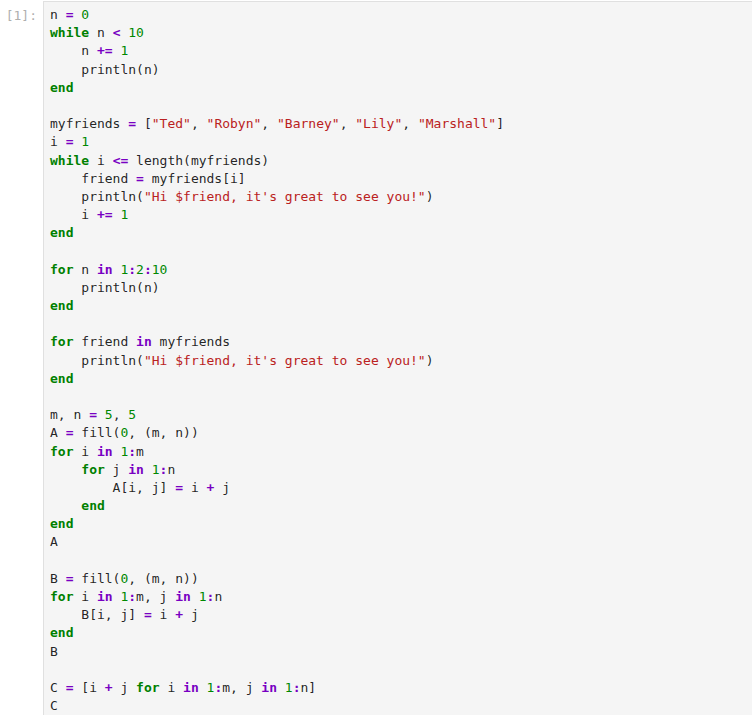 [1]:
n = 0
while n < 10
    n += 1
    println(n)
end

myfriends = ["Ted", "Robyn", "Barney", "Lily", "Marshall"]
i = 1
while i <= length(myfriends)
    friend = myfriends[i]
    println("Hi $friend, it's great to see you!")
    i += 1
end

for n in 1:2:10
    println(n)
end

for friend in myfriends
    println("Hi $friend, it's great to see you!")
end

m, n = 5, 5
A = fill(0, (m, n))
for i in 1:m
    for j in 1:n
        A[i, j] = i + j
    end
end
A

B = fill(0, (m, n))
for i in 1:m, j in 1:n
    B[i, j] = i + j
end
B

C = [i + j for i in 1:m, j in 1:n]
C